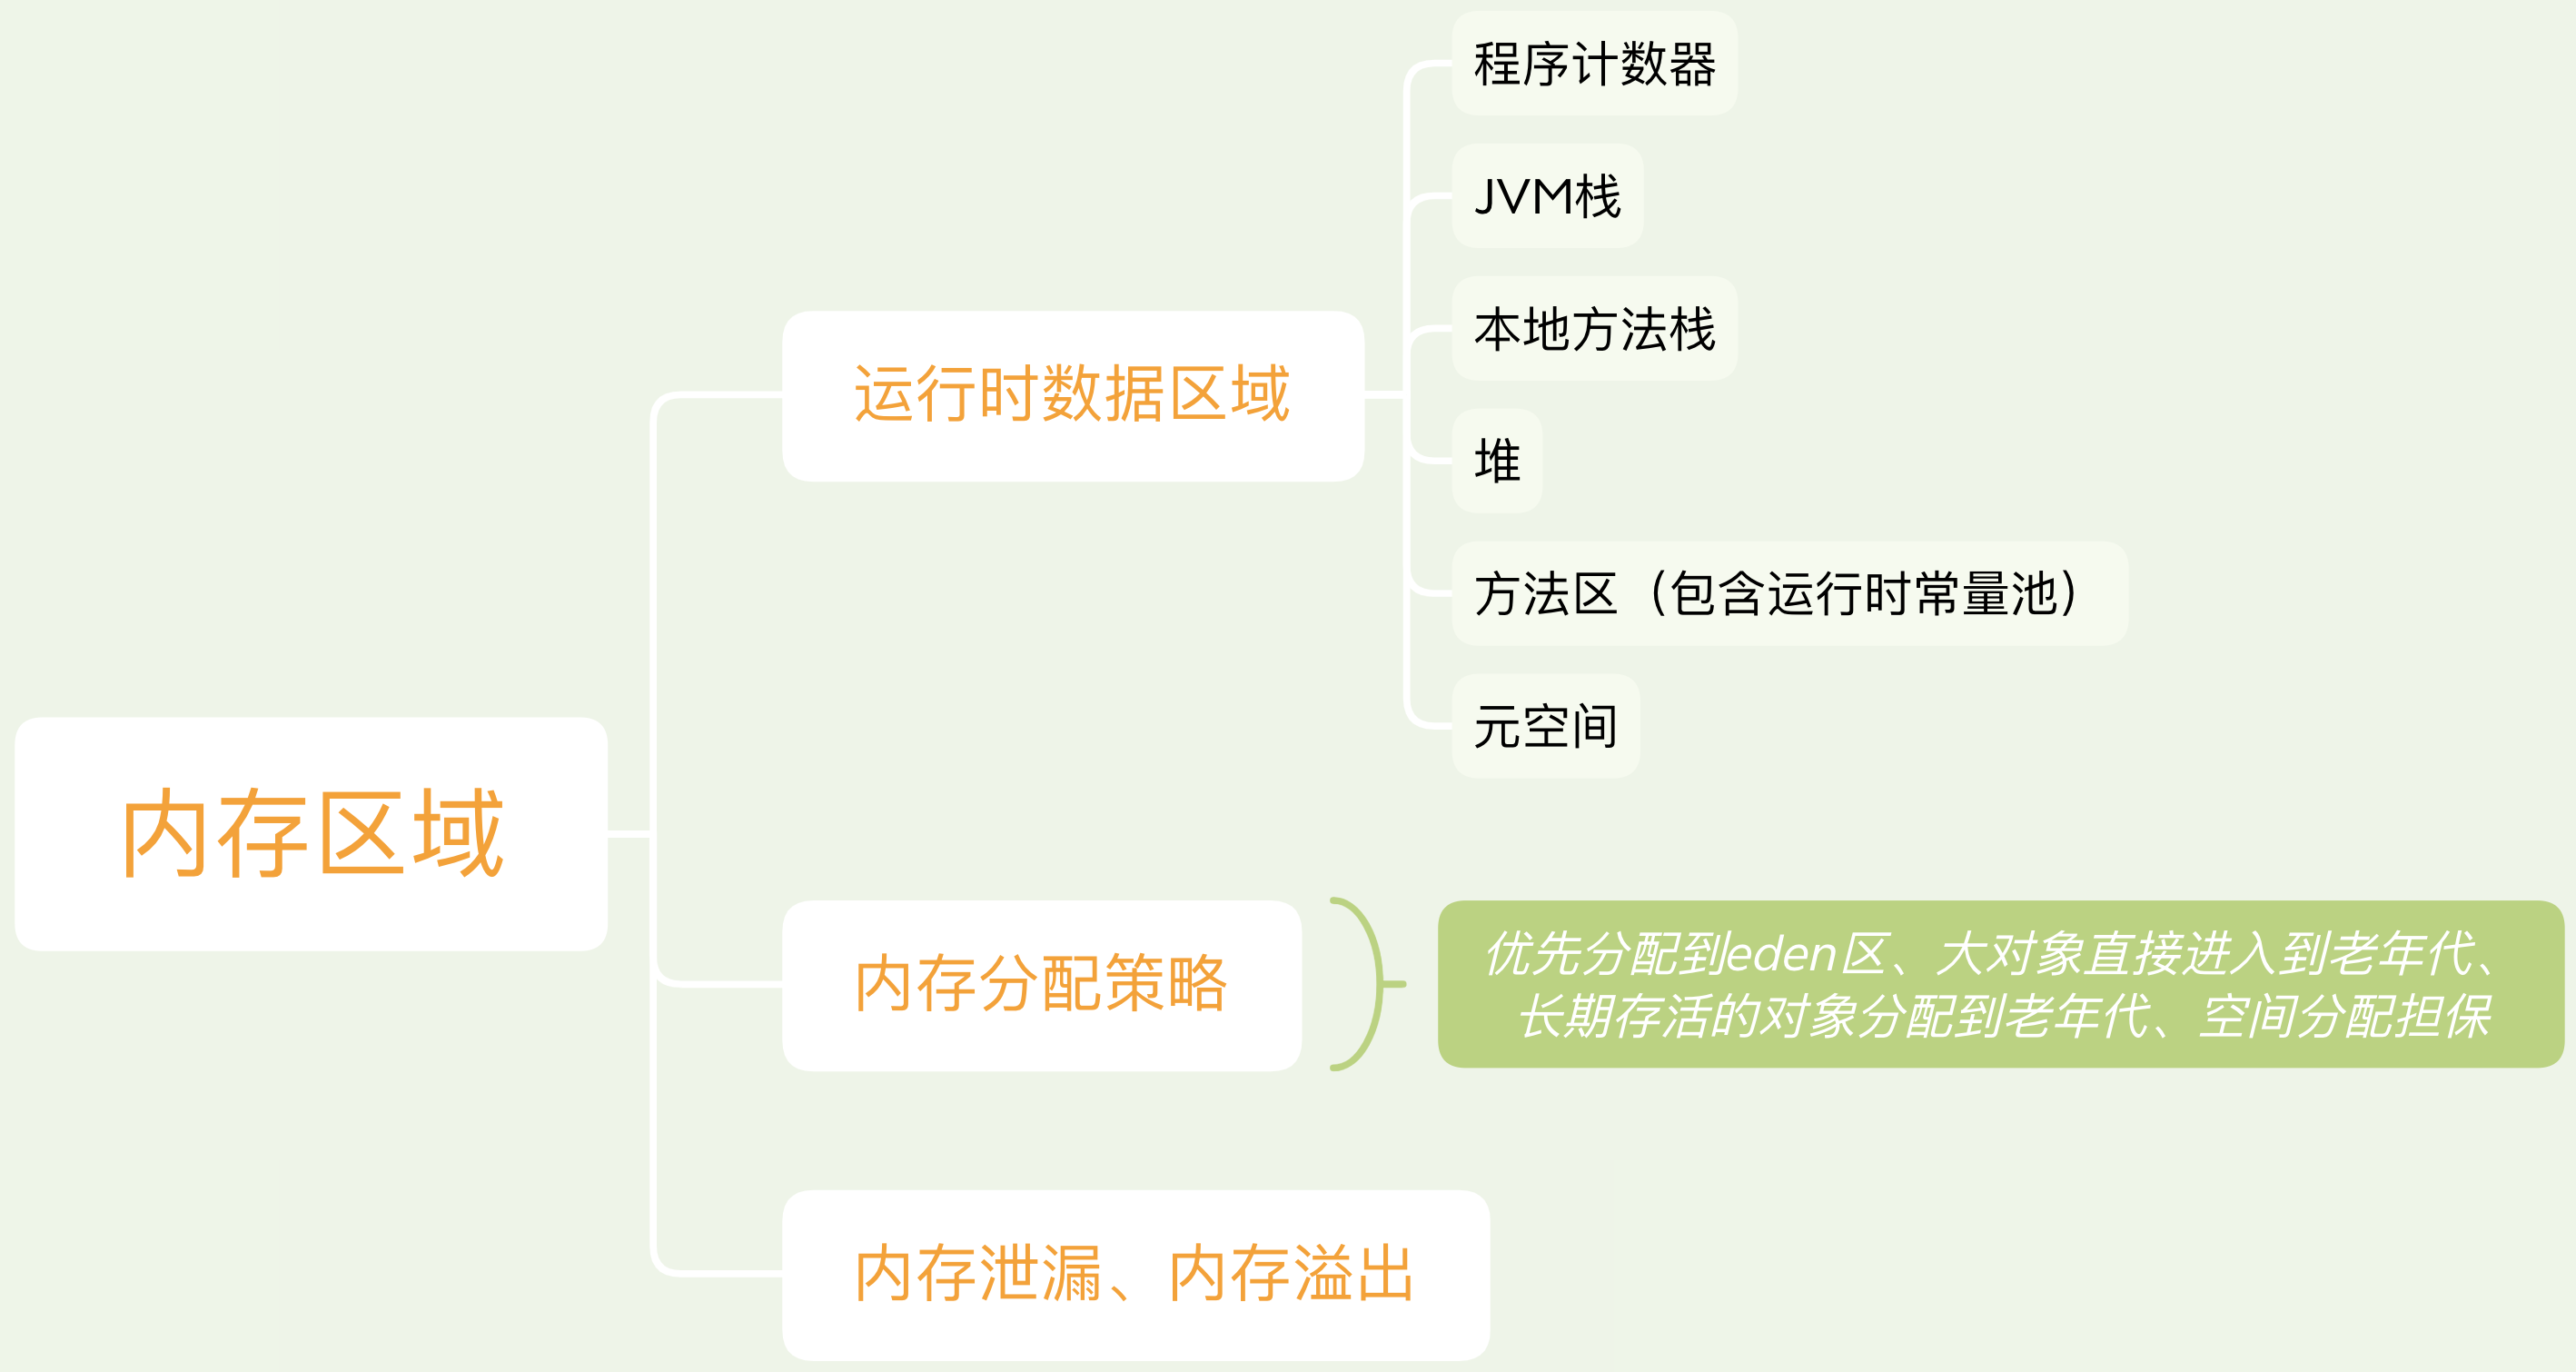 程序计数器
JVM栈
本地方法栈
运行时数据区域
堆
方法区（包含运行时常量池）
元空间
内存区域
内存分配策略
优先分配到leden区、大对象直接进入到老年代、
长期存活的对象分配到老年代、空间分配担保
内存泄漏、内存溢出